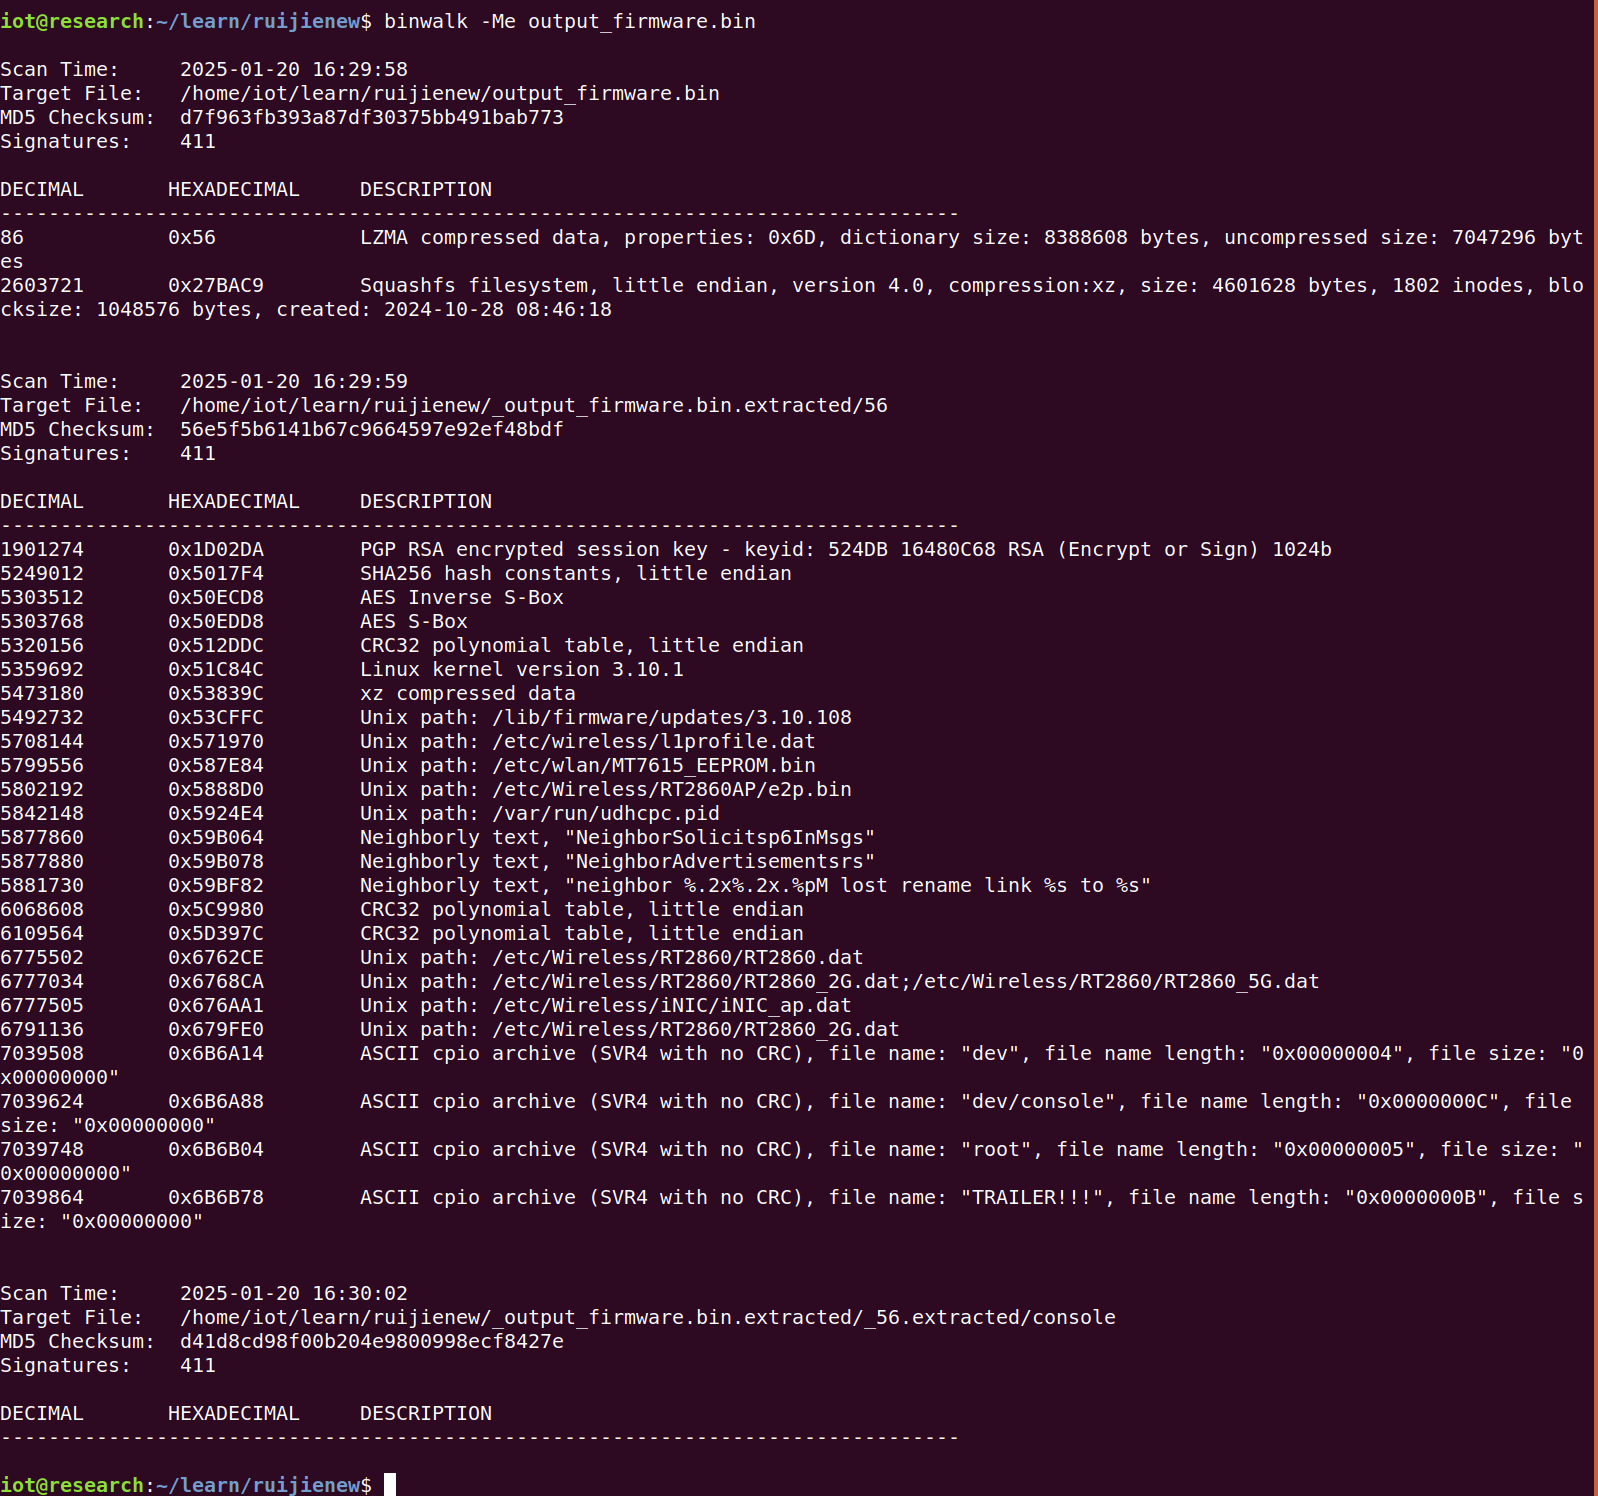 iot@research:~/learn/ruijienew$ binwalk -Me output_firmware.bin

Scan Time:     2025-01-20 16:29:58
Target File:   /home/iot/learn/ruijienew/output_firmware.bin
MD5 Checksum:  d7f963fb393a87df30375bb491bab773
Signatures:    411

DECIMAL       HEXADECIMAL     DESCRIPTION
--------------------------------------------------------------------------------
86            0x56            LZMA compressed data, properties: 0x6D, dictionary size: 8388608 bytes, uncompressed size: 7047296 byt
es
2603721       0x27BAC9        Squashfs filesystem, little endian, version 4.0, compression:xz, size: 4601628 bytes, 1802 inodes, blo
cksize: 1048576 bytes, created: 2024-10-28 08:46:18

Scan Time:     2025-01-20 16:29:59
Target File:   /home/iot/learn/ruijienew/_output_firmware.bin.extracted/56
MD5 Checksum:  56e5f5b6141b67c9664597e92ef48bdf
Signatures:    411

DECIMAL       HEXADECIMAL     DESCRIPTION
--------------------------------------------------------------------------------
1901274       0x1D02DA        PGP RSA encrypted session key - keyid: 524DB 16480C68 RSA (Encrypt or Sign) 1024b
5249012       0x5017F4        SHA256 hash constants, little endian
5303512       0x50ECD8        AES Inverse S-Box
5303768       0x50EDD8        AES S-Box
5320156       0x512DDC        CRC32 polynomial table, little endian
5359692       0x51C84C        Linux kernel version 3.10.1
5473180       0x53839C        xz compressed data
5492732       0x53CFFC        Unix path: /lib/firmware/updates/3.10.108
5708144       0x571970        Unix path: /etc/wireless/l1profile.dat
5799556       0x587E84        Unix path: /etc/wlan/MT7615_EEPROM.bin
5802192       0x5888D0        Unix path: /etc/Wireless/RT2860AP/e2p.bin
5842148       0x5924E4        Unix path: /var/run/udhcpc.pid
5877860       0x59B064        Neighborly text, "NeighborSolicitsp6InMsgs"
5877880       0x59B078        Neighborly text, "NeighborAdvertisementsrs"
5881730       0x59BF82        Neighborly text, "neighbor %.2x%.2x.%pM lost rename link %s to %s"
6068608       0x5C9980        CRC32 polynomial table, little endian
6109564       0x5D397C        CRC32 polynomial table, little endian
6775502       0x6762CE        Unix path: /etc/Wireless/RT2860/RT2860.dat
6777034       0x6768CA        Unix path: /etc/Wireless/RT2860/RT2860_2G.dat;/etc/Wireless/RT2860/RT2860_5G.dat
6777505       0x676AA1        Unix path: /etc/Wireless/iNIC/iNIC_ap.dat
6791136       0x679FE0        Unix path: /etc/Wireless/RT2860/RT2860_2G.dat
7039508       0x6B6A14        ASCII cpio archive (SVR4 with no CRC), file name: "dev", file name length: "0x00000004", file size: "0
x00000000"
7039624       0x6B6A88        ASCII cpio archive (SVR4 with no CRC), file name: "dev/console", file name length: "0x0000000C", file
size: "0x00000000"
7039748       0x6B6B04        ASCII cpio archive (SVR4 with no CRC), file name: "root", file name length: "0x00000005", file size: "
0x00000000"
7039864       0x6B6B78        ASCII cpio archive (SVR4 with no CRC), file name: "TRAILER!!!", file name length: "0x0000000B", file s
ize: "0x00000000"

Scan Time:     2025-01-20 16:30:02
Target File:   /home/iot/learn/ruijienew/_output_firmware.bin.extracted/_56.extracted/console
MD5 Checksum:  d41d8cd98f00b204e9800998ecf8427e
Signatures:    411

DECIMAL       HEXADECIMAL     DESCRIPTION
--------------------------------------------------------------------------------

iot@research:~/learn/ruijienew$